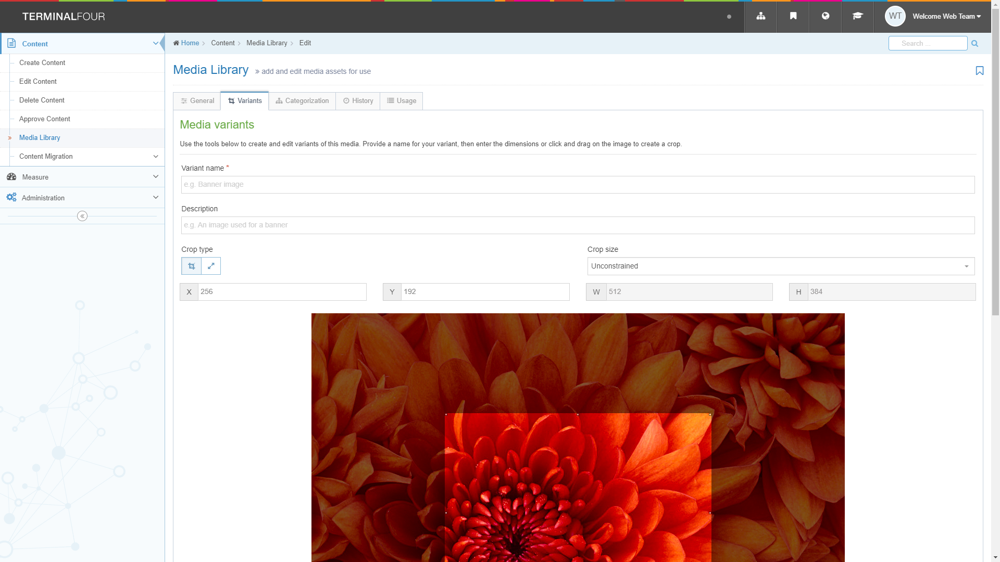 TERMINALFOUR
WT Welcome Web Team
Content
Create Content
Edit Content
Delete Content
Approve Content
Media Library
Content Migration
Measure
Administration
Home Content Media Library Edit
Search ...
Media Library » add and edit media assets for use
General Variants Categorization History Usage
Media variants
Use the tools below to create and edit variants of this media. Provide a name for your variant, then enter the dimensions or click and drag on the image to create a crop.
Variant name *
e.g. Banner image
Description
e.g. An image used for a banner
Crop type Crop size
Unconstrained
X 256 Y 192 W 512 H 384